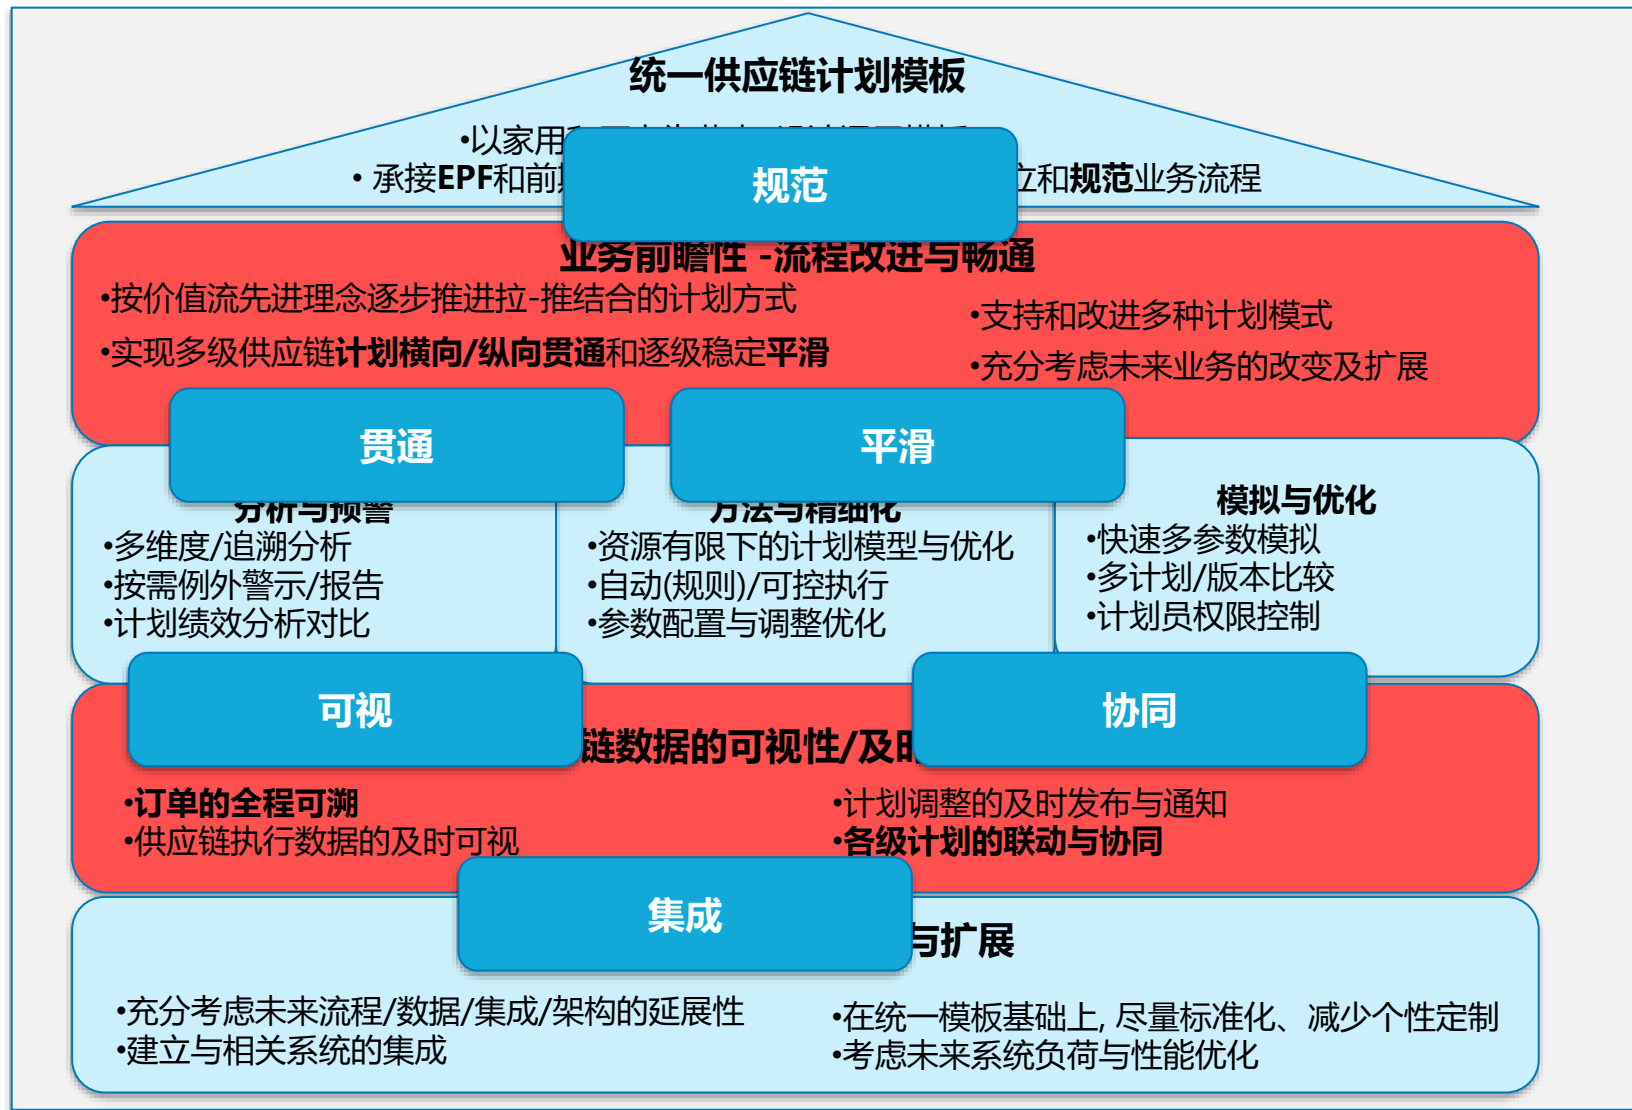 统一供应链计划模板
•以家用
• 承接EPF和前 立和规范业务流程
规范
业务前瞻性 -流程改进与畅通
•按价值流先进理念逐步推进拉-推结合的计划方式
•实现多级供应链计划横向/纵向贯通和逐级稳定平滑
•支持和改进多种计划模式
•充分考虑未来业务的改变及扩展
贯通
平滑
分析与预警
•多维度/追溯分析
•按需例外警示/报告
•计划绩效分析对比
方法与精细化
•资源有限下的计划模型与优化
•自动(规则)/可控执行
•参数配置与调整优化
模拟与优化
•快速多参数模拟
•多计划/版本比较
•计划员权限控制
可视
协同
链数据的可视性/及
•订单的全程可溯
•供应链执行数据的及时可视
•计划调整的及时发布与通知
•各级计划的联动与协同
集成
与扩展
•充分考虑未来流程/数据/集成/架构的延展性
•建立与相关系统的集成
•在统一模板基础上, 尽量标准化、减少个性定制
•考虑未来系统负荷与性能优化